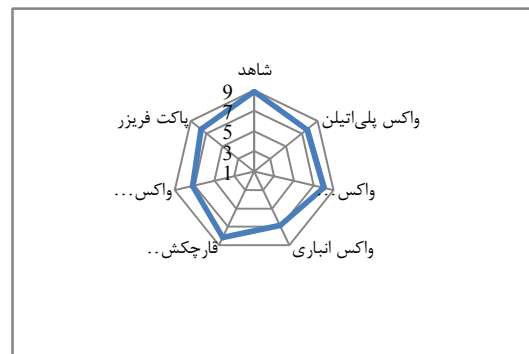 شاهد
9
7
5
3
1
واکس پلی‌اتیلن
واکس...
واکس انباری
قارچکش..
واکس...
پاکت فریزر